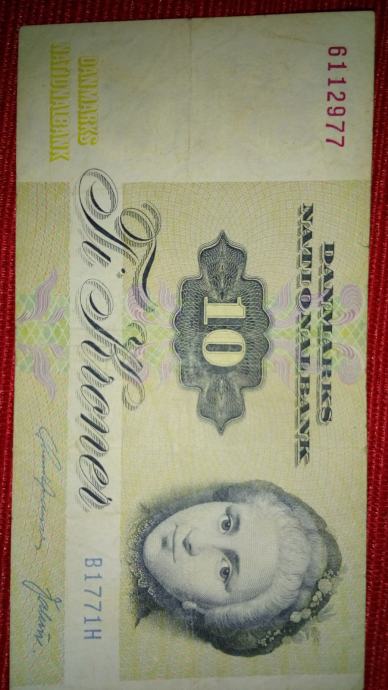 6112977
DANMARKS
NATIONALBANK
10
Ti Kroner
B1771H
DANMARKS
NATIONALBANK